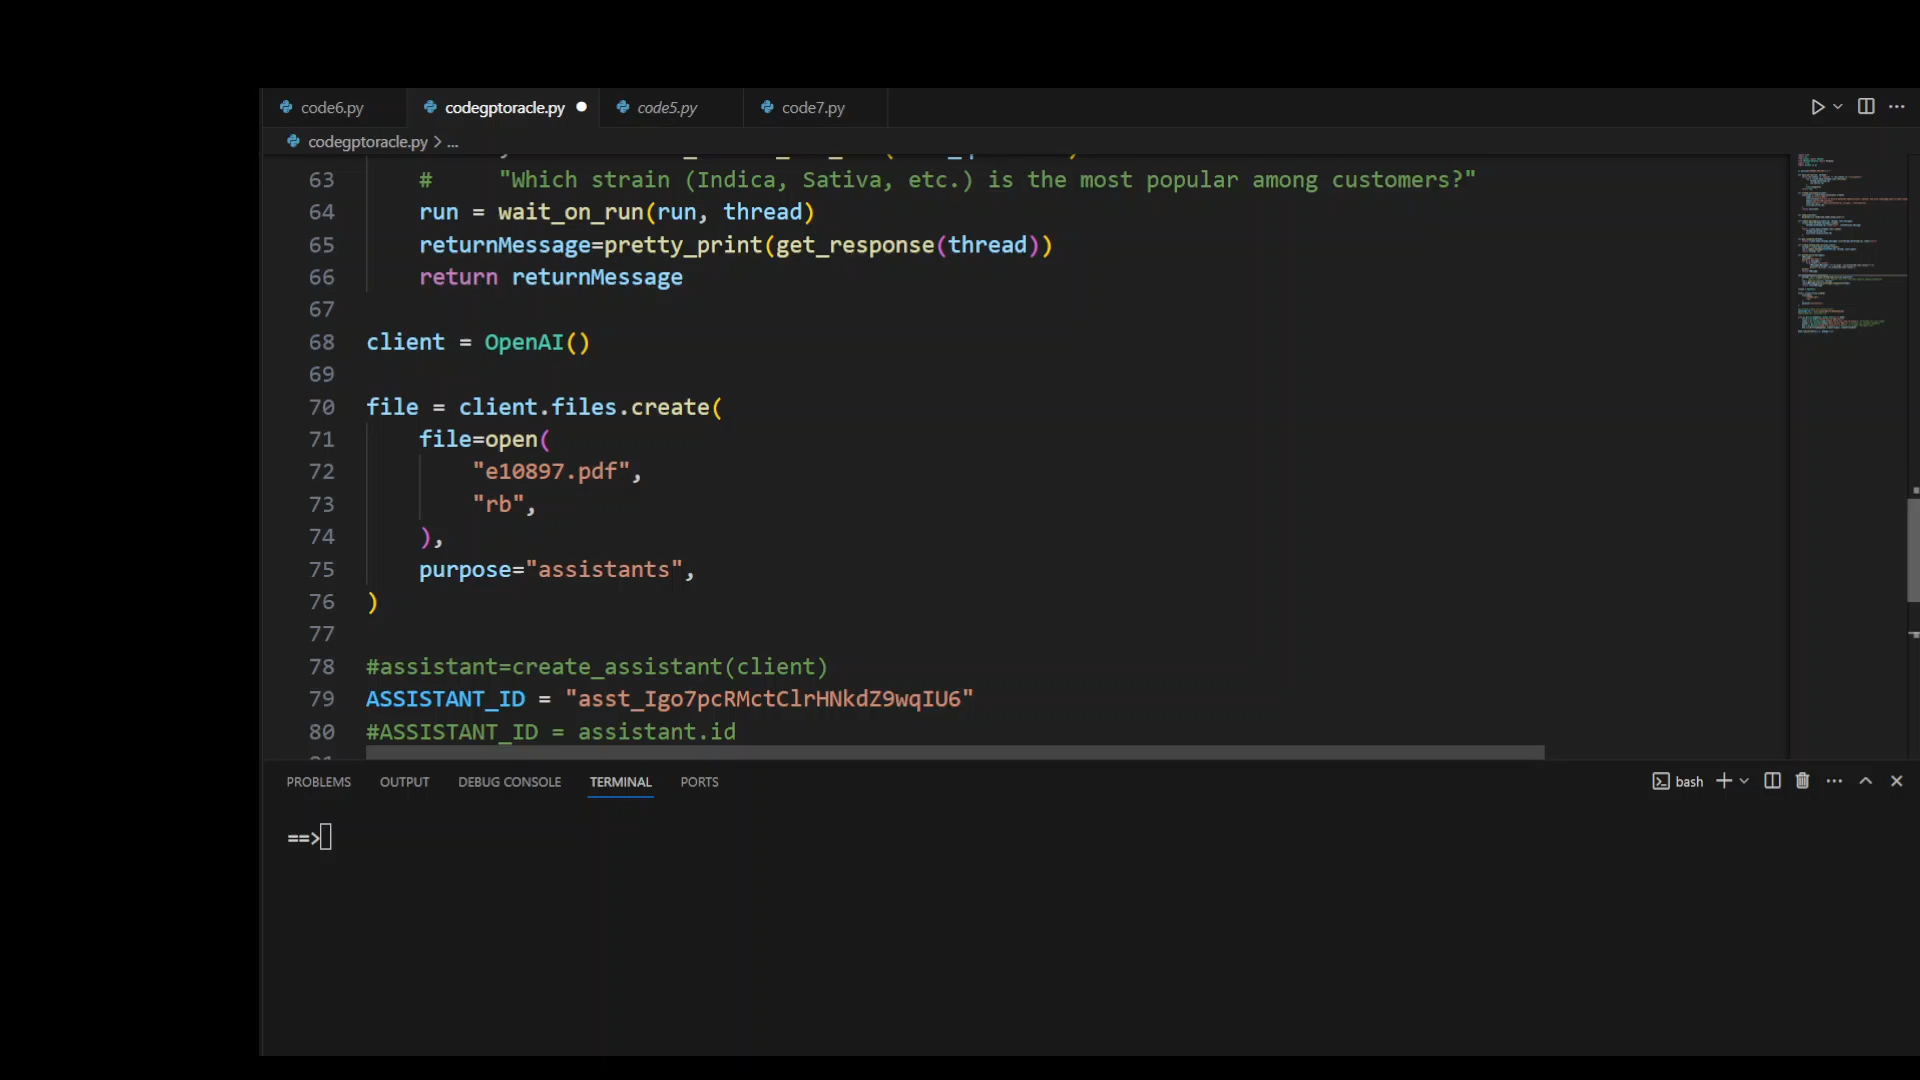 code6.py codegptoracle.py code5.py code7.py
codegptoracle.py > ...
63 # "Which strain (Indica, Sativa, etc.) is the most popular among customers?"
64 run = wait_on_run(run, thread)
65 returnMessage=pretty_print(get_response(thread))
66 return returnMessage
67
68 client = OpenAI()
69
70 file = client.files.create(
71 file=open(
72 "e10897.pdf",
73 "rb",
74 ),
75 purpose="assistants",
76 )
77
78 #assistant=create_assistant(client)
79 ASSISTANT_ID = "asst_Igo7pcRMctClrHNkdZ9wqIU6"
80 #ASSISTANT_ID = assistant.id
PROBLEMS OUTPUT DEBUG CONSOLE TERMINAL PORTS bash
==>